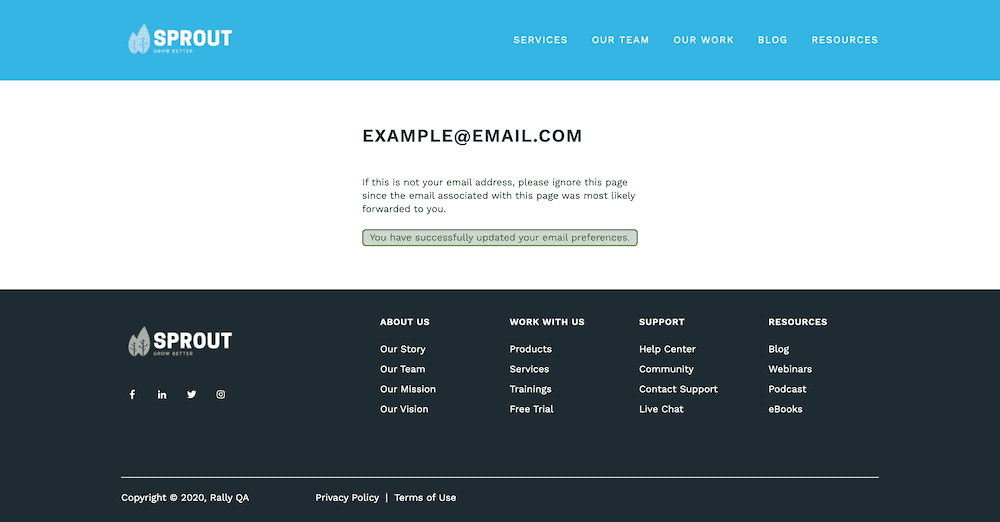 SPROUT
GROW BETTER
SERVICES OUR TEAM OUR WORK BLOG RESOURCES
EXAMPLE@EMAIL.COM
If this is not your email address, please ignore this page
since the email associated with this page was most likely
forwarded to you.
You have successfully updated your email preferences.
SPROUT
GROW BETTER
ABOUT US
Our Story
Our Team
Our Mission
Our Vision
WORK WITH US
Products
Services
Trainings
Free Trial
SUPPORT
Help Center
Community
Contact Support
Live Chat
RESOURCES
Blog
Webinars
Podcast
eBooks
Copyright © 2020, Rally QA
Privacy Policy | Terms of Use